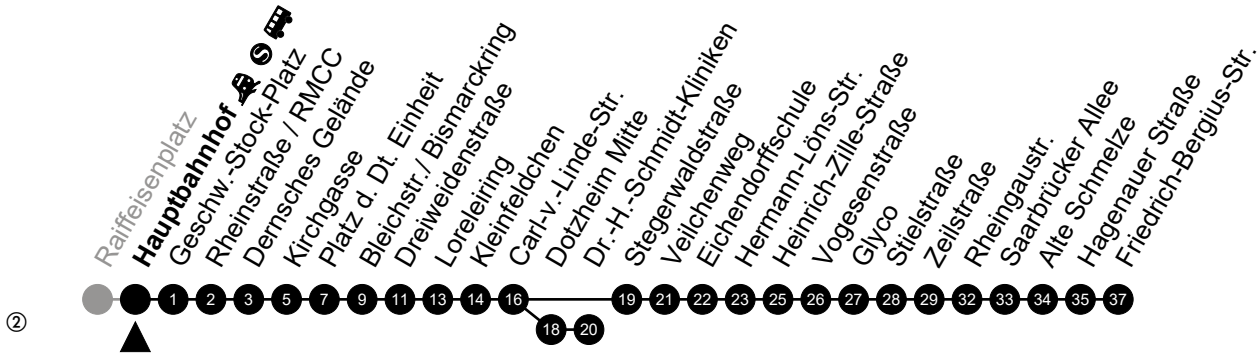 Raiffeisenplatz
Hauptbahnhof S
Geschw.-Stock-Platz
Rheinstraße / RMCC
Dernsches Gelände
Kirchgasse
Platz d. Dt. Einheit
Bleichstr./ Bismarckring
Dreiweidenstraße
Loreleiring
Kleinfeldchen
Carl-v.-Linde-Str.
Dotzheim Mitte
Dr.-H.-Schmidt-Kliniken
Stegerwaldstraße
Veilchenweg
Eichendorffschule
Hermann-Löns-Str.
Heinrich-Zille-Straße
Vogesenstraße
Glyco
Stielstraße
Zeilstraße
Rheingaustr.
Saarbrücker Allee
Alte Schmelze
Hagenauer Straße
Friedrich-Bergius-Str.
1 2 3 5 7 9 11 13 14 16 19 21 22 23 25 26 27 28 29 32 33 34 35 37
② 18 20